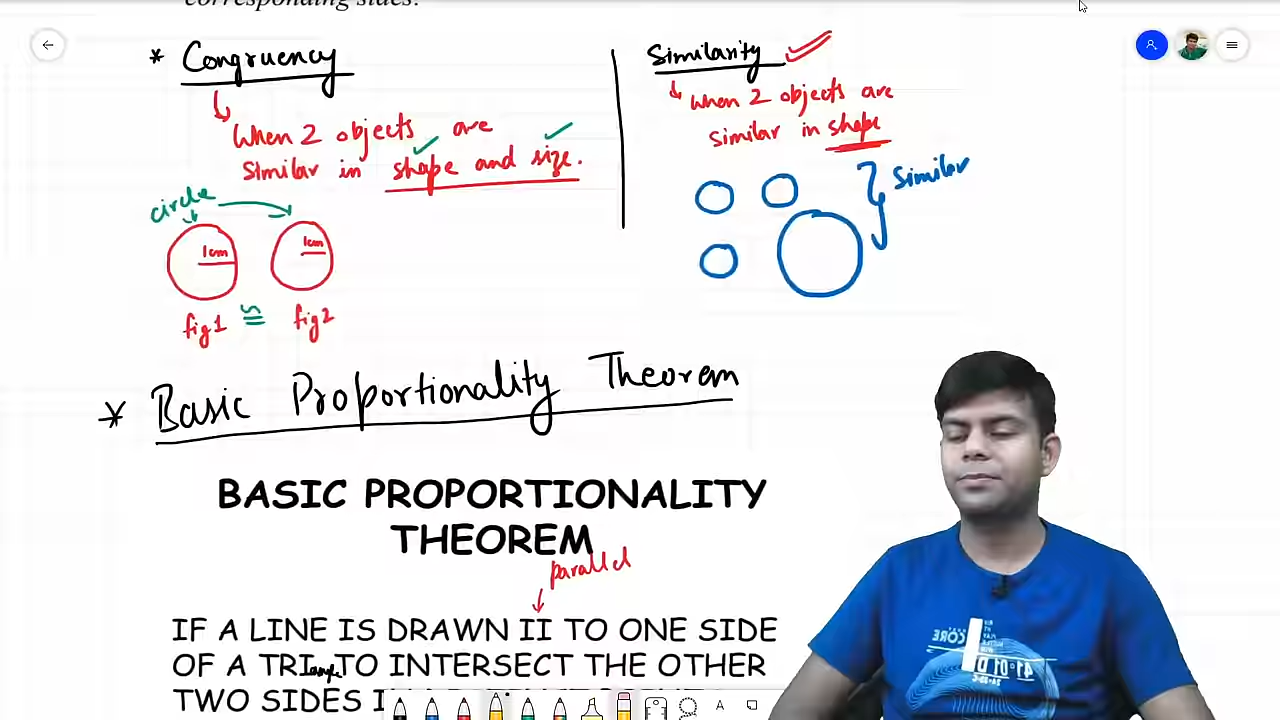 corresponding sides.
* Congruency
When 2 objects are
similar in shape and size.
circle
1cm
1cm
fig1 ≅ fig2
Similarity
When 2 objects are
similar in shape
Similar
* Basic Proportionality Theorem
BASIC PROPORTIONALITY
THEOREM
parallel
IF A LINE IS DRAWN II TO ONE SIDE
OF A TRIangle TO INTERSECT THE OTHER
TWO SIDES